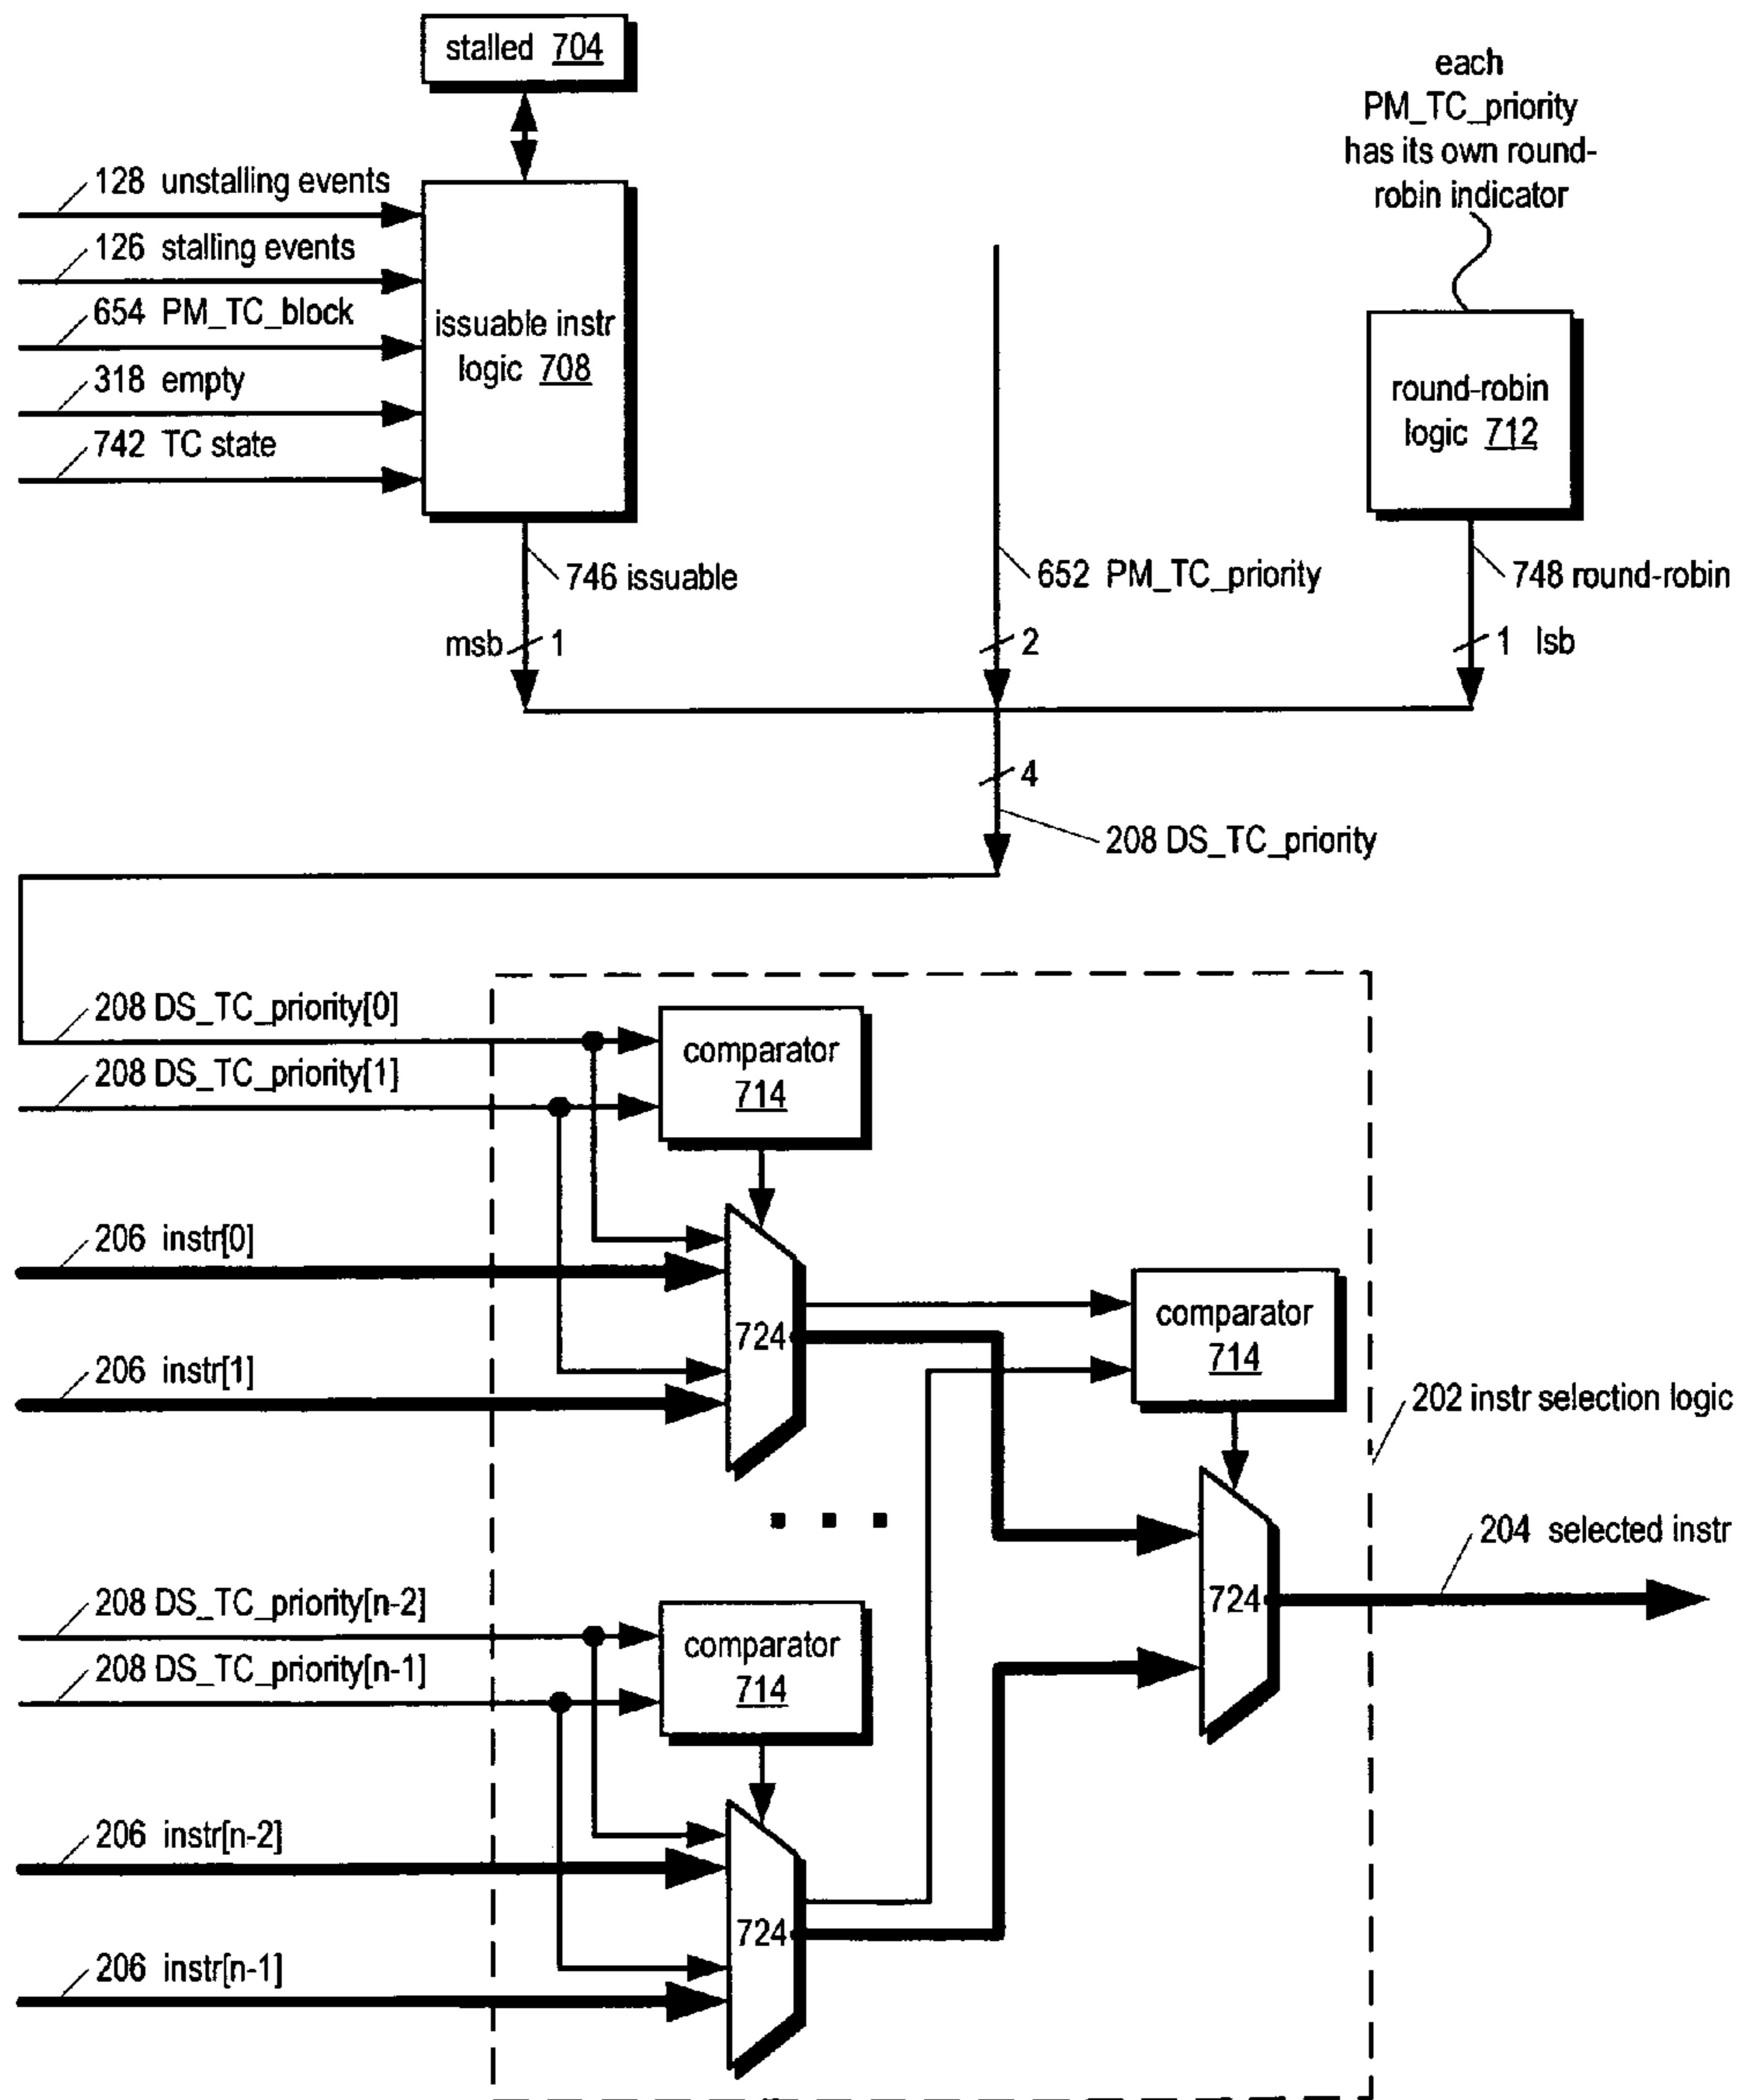 stalled 704
each
PM_TC_priority
has its own round-
robin indicator
128 unstalling events
126 stalling events
654 PM_TC_block
318 empty
742 TC state
issuable instr
logic 708
round-robin
logic 712
746 issuable
652 PM_TC_priority
748 round-robin
msb 1
2
1 lsb
4
208 DS_TC_priority
208 DS_TC_priority[0]
208 DS_TC_priority[1]
comparator
714
206 instr[0]
206 instr[1]
724
comparator
714
202 instr selection logic
204 selected instr
724
208 DS_TC_priority[n-2]
208 DS_TC_priority[n-1]
comparator
714
206 instr[n-2]
206 instr[n-1]
724